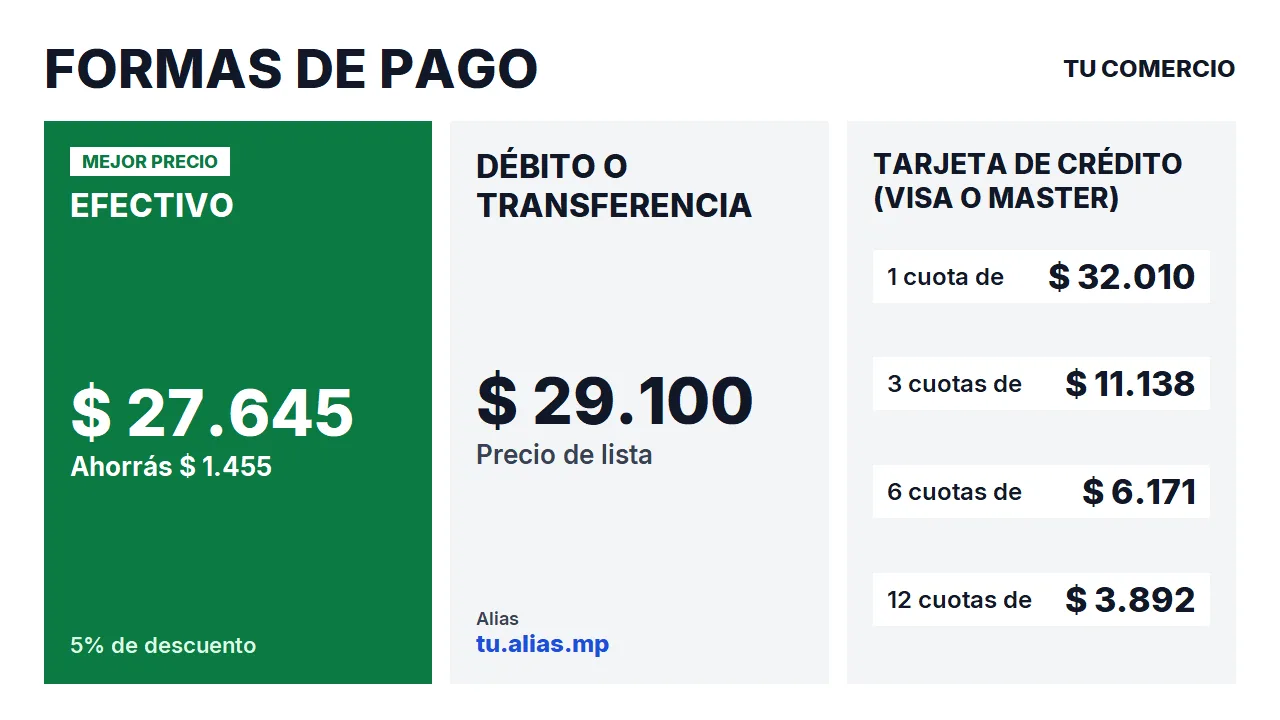 FORMAS DE PAGO
TU COMERCIO
MEJOR PRECIO
EFECTIVO
$ 27.645
Ahorrás $ 1.455
5% de descuento
DÉBITO O
TRANSFERENCIA
$ 29.100
Precio de lista
Alias
tu.alias.mp
TARJETA DE CRÉDITO
(VISA O MASTER)
1 cuota de $ 32.010
3 cuotas de $ 11.138
6 cuotas de $ 6.171
12 cuotas de $ 3.892